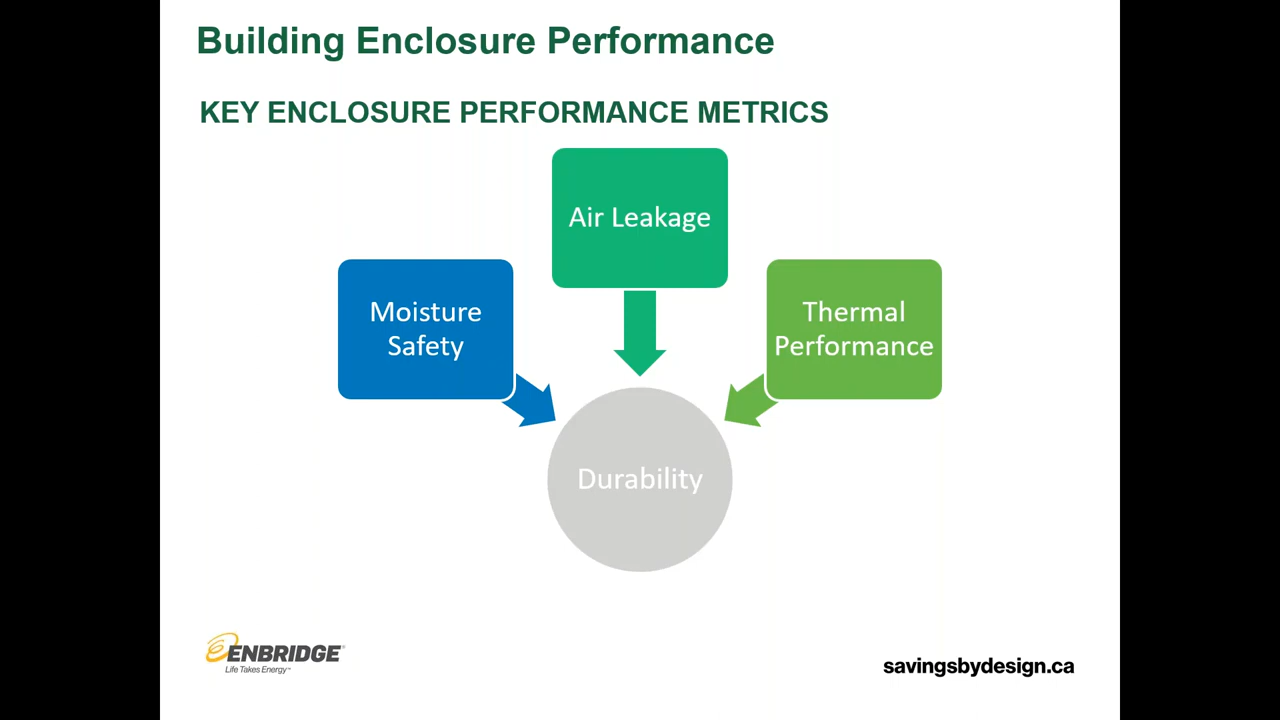 Building Enclosure Performance
KEY ENCLOSURE PERFORMANCE METRICS
Air Leakage
Moisture
Safety
Thermal
Performance
Durability
ENBRIDGE
Life Takes Energy™
savingsbydesign.ca